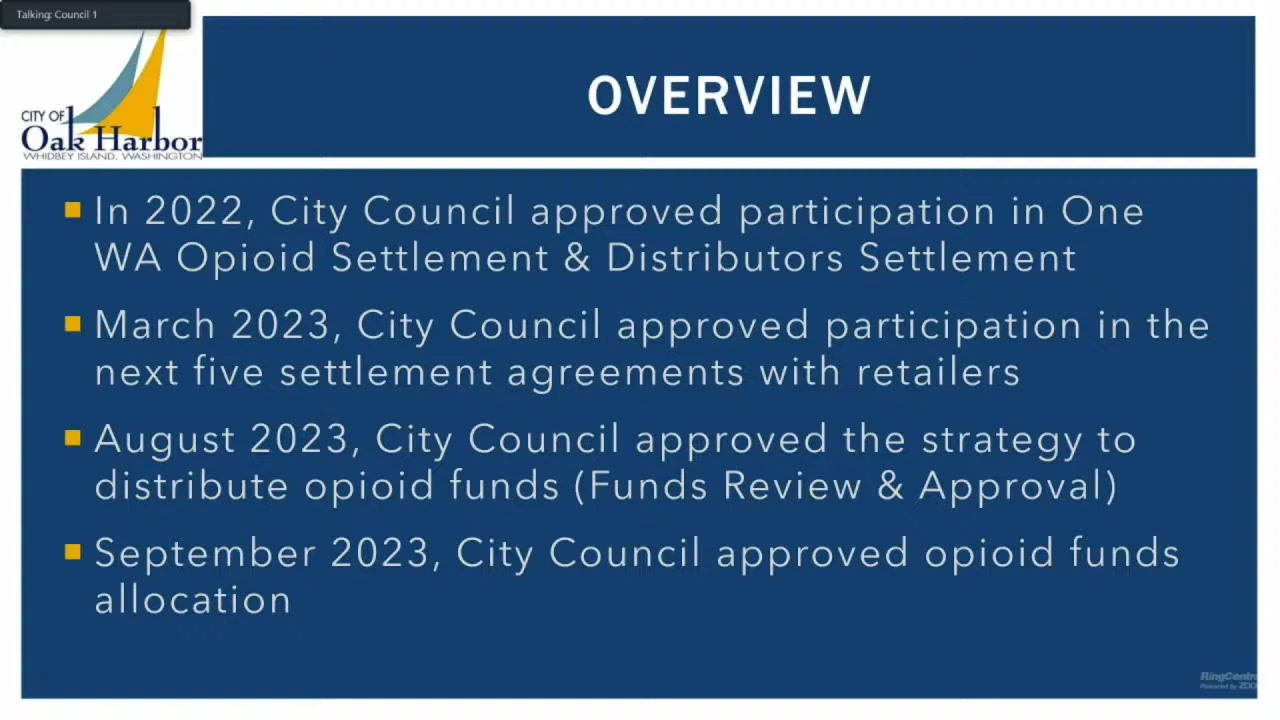 Talking: Council 1
CITY OF
Oak Harbor
WHIDBEY ISLAND, WASHINGTON
OVERVIEW
In 2022, City Council approved participation in One
WA Opioid Settlement & Distributors Settlement
March 2023, City Council approved participation in the
next five settlement agreements with retailers
August 2023, City Council approved the strategy to
distribute opioid funds (Funds Review & Approval)
September 2023, City Council approved opioid funds
allocation
RingCentr
Powered by